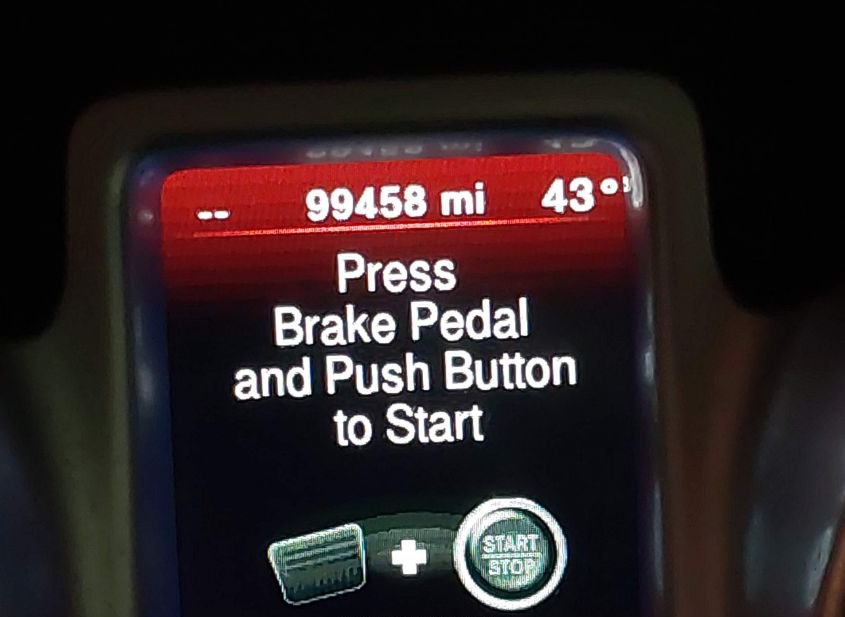 -- 99458 mi 43°
Press
Brake Pedal
and Push Button
to Start
START
STOP